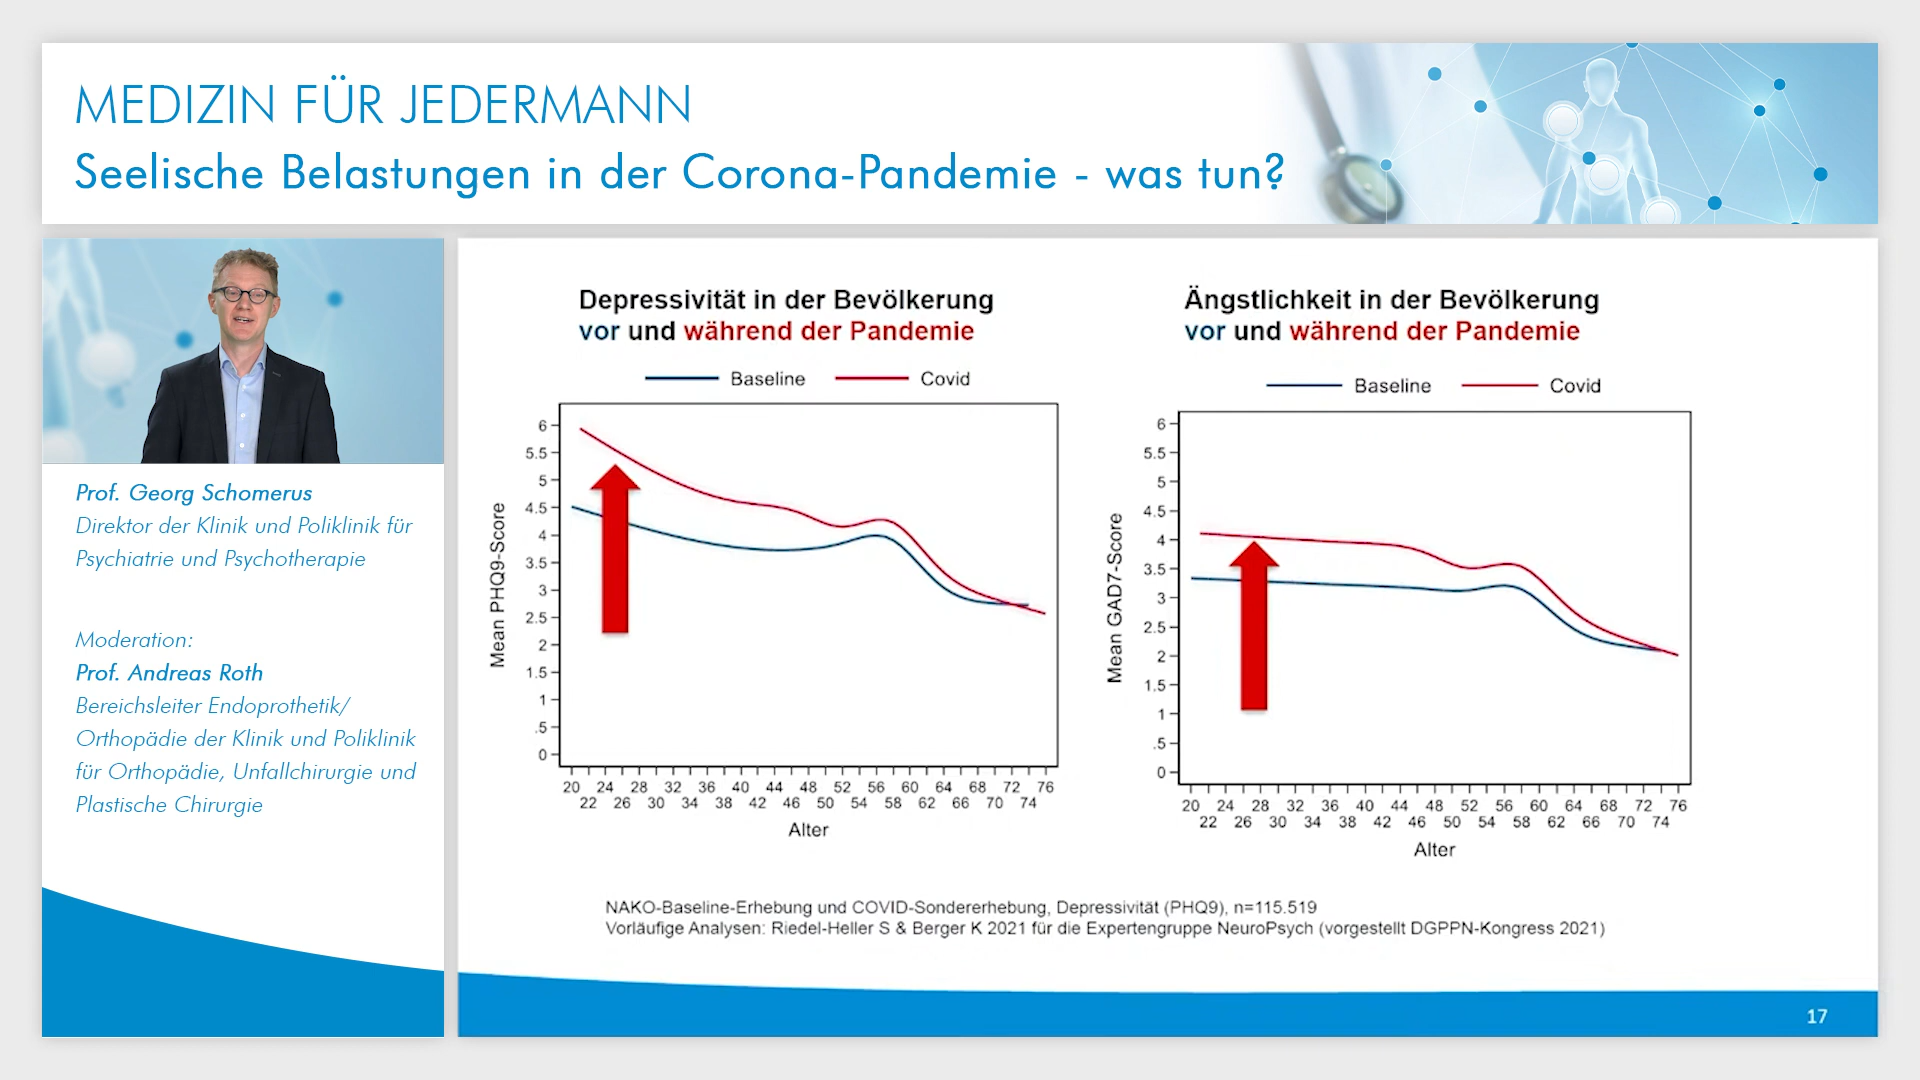 MEDIZIN FÜR JEDERMANN
Seelische Belastungen in der Corona-Pandemie - was tun?
Prof. Georg Schomerus
Direktor der Klinik und Poliklinik für
Psychiatrie und Psychotherapie
Moderation:
Prof. Andreas Roth
Bereichsleiter Endoprothetik/
Orthopädie der Klinik und Poliklinik
für Orthopädie, Unfallchirurgie und
Plastische Chirurgie
Depressivität in der Bevölkerung
vor und während der Pandemie
Baseline Covid
Mean PHQ9-Score
6
5.5
5
4.5
4
3.5
3
2.5
2
1.5
1
.5
0
20 24 28 32 36 40 44 48 52 56 60 64 68 72 76
22 26 30 34 38 42 46 50 54 58 62 66 70 74
Alter
Ängstlichkeit in der Bevölkerung
vor und während der Pandemie
Baseline Covid
Mean GAD7-Score
6
5.5
5
4.5
4
3.5
3
2.5
2
1.5
1
.5
0
20 24 28 32 36 40 44 48 52 56 60 64 68 72 76
22 26 30 34 38 42 46 50 54 58 62 66 70 74
Alter
NAKO-Baseline-Erhebung und COVID-Sondererhebung, Depressivität (PHQ9), n=115.519
Vorläufige Analysen: Riedel-Heller S & Berger K 2021 für die Expertengruppe NeuroPsych (vorgestellt DGPPN-Kongress 2021)
17